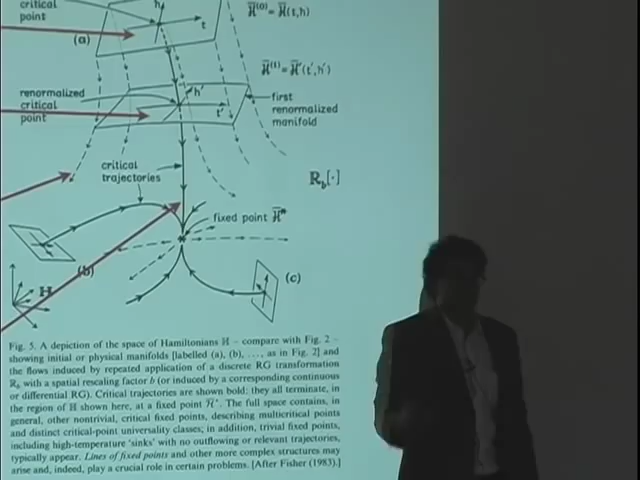 critical
point
h
t
H̅⁽⁰⁾ = H̅(t,h)
(a)
H̅⁽¹⁾ = H̅′(t′,h′)
renormalized
critical
point
h′
t′
first
renormalized
manifold
critical
trajectories
ℝb[·]
fixed point H̅*
(b)
(c)
H
Fig. 5. A depiction of the space of Hamiltonians H – compare with Fig. 2 –
showing initial or physical manifolds [labelled (a), (b), ..., as in Fig. 2] and
the flows induced by repeated application of a discrete RG transformation
ℝb with a spatial rescaling factor b (or induced by a corresponding continuous
or differential RG). Critical trajectories are shown bold: they all terminate, in
the region of H shown here, at a fixed point H̅*. The full space contains, in
general, other nontrivial, critical fixed points, describing multicritical points
and distinct critical-point universality classes; in addition, trivial fixed points,
including high-temperature 'sinks' with no outflowing or relevant trajectories,
typically appear. Lines of fixed points and other more complex structures may
arise and, indeed, play a crucial role in certain problems. [After Fisher (1983).]